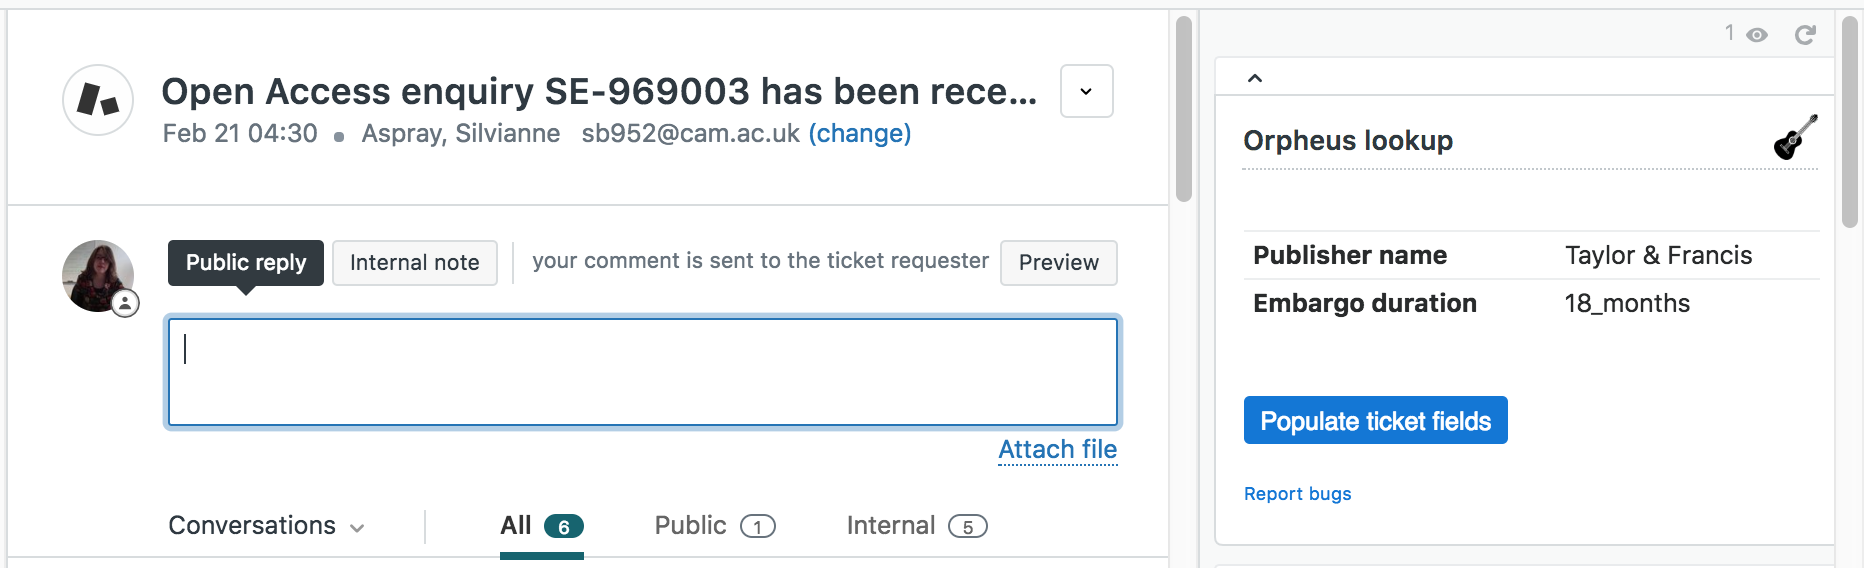 Open Access enquiry SE-969003 has been rece...
Feb 21 04:30 • Aspray, Silvianne sb952@cam.ac.uk (change)
Public reply Internal note your comment is sent to the ticket requester Preview
Attach file
Conversations All 6 Public 1 Internal 5
1
Orpheus lookup
Publisher name Taylor & Francis
Embargo duration 18_months
Populate ticket fields
Report bugs